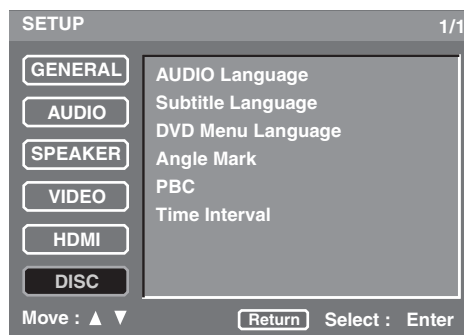 SETUP 1/1
GENERAL
AUDIO
SPEAKER
VIDEO
HDMI
DISC
AUDIO Language
Subtitle Language
DVD Menu Language
Angle Mark
PBC
Time Interval
Move : ▲ ▼ Return Select : Enter